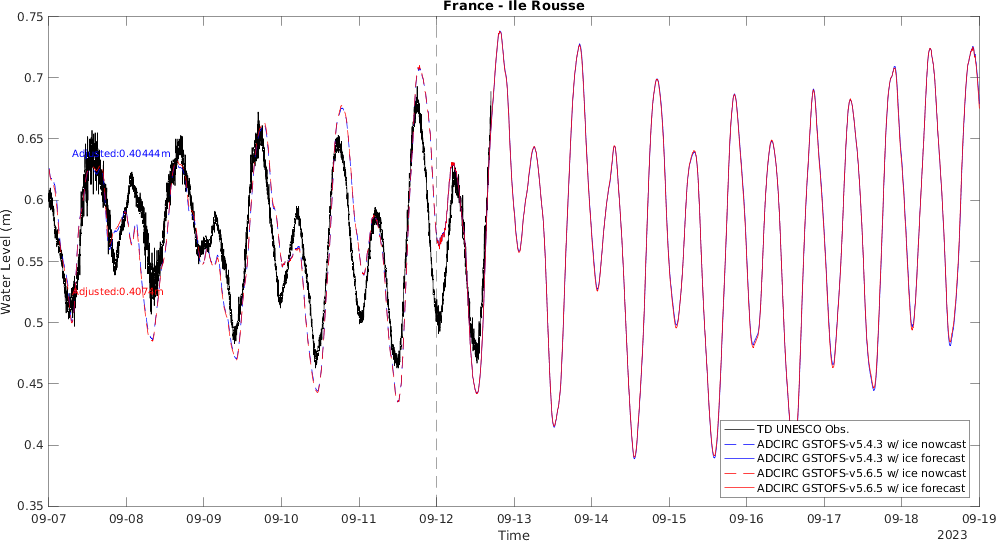 France - Ile Rousse
0.75
0.7
0.65
0.6
0.55
0.5
0.45
0.4
0.35
Water Level (m)
Adjusted:0.40444m
Adjusted:0.4074m
TD UNESCO Obs.
ADCIRC GSTOFS-v5.4.3 w/ ice nowcast
ADCIRC GSTOFS-v5.4.3 w/ ice forecast
ADCIRC GSTOFS-v5.6.5 w/ ice nowcast
ADCIRC GSTOFS-v5.6.5 w/ ice forecast
09-07 09-08 09-09 09-10 09-11 09-12 09-13 09-14 09-15 09-16 09-17 09-18 09-19
Time
2023